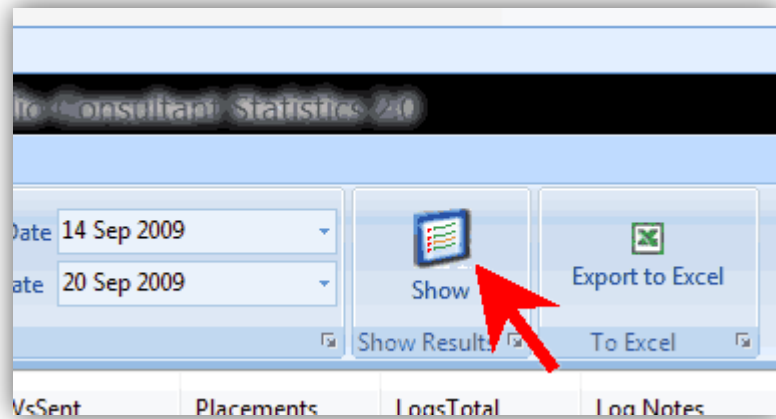 Consultant Statistics 2.0
Date 14 Sep 2009
20 Sep 2009
Show
Export to Excel
Show Results
To Excel
Placements LogsTotal Log Notes